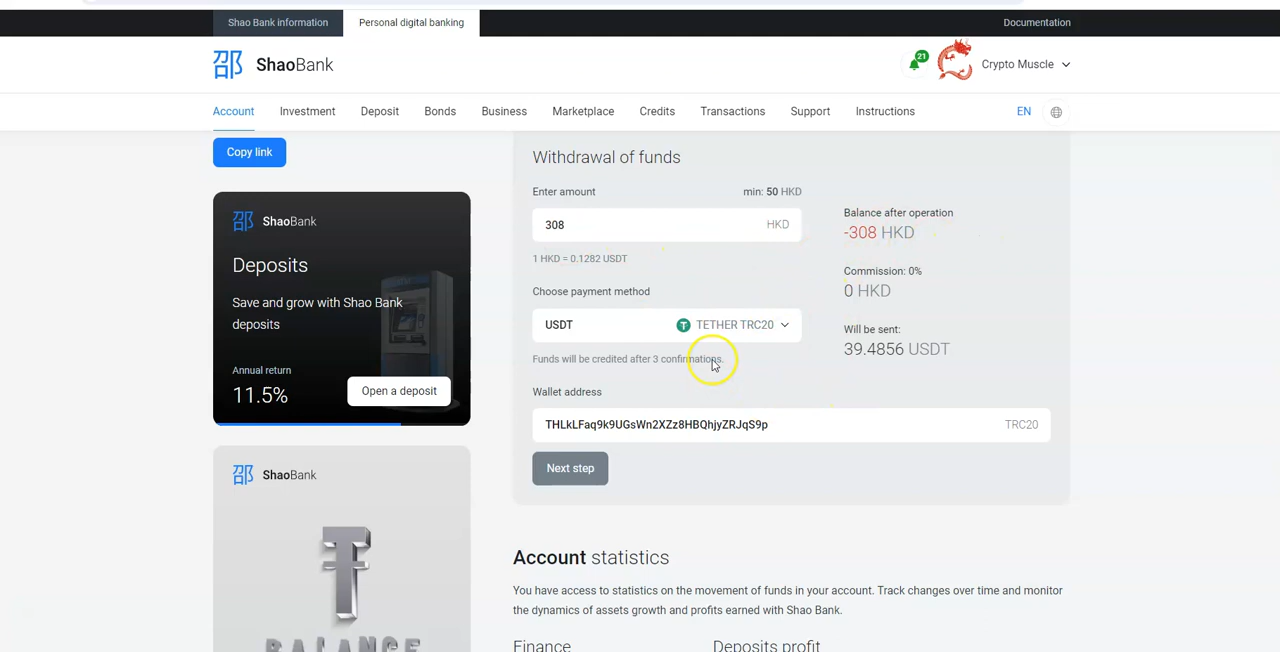 Shao Bank information
Personal digital banking
Documentation
邵 ShaoBank
21
Crypto Muscle
Account
Investment
Deposit
Bonds
Business
Marketplace
Credits
Transactions
Support
Instructions
EN
Copy link
邵 ShaoBank
Deposits
Save and grow with Shao Bank
deposits
Annual return
11.5%
Open a deposit
邵 ShaoBank
BALANCE
Withdrawal of funds
Enter amount
min: 50 HKD
308
HKD
1 HKD = 0.1282 USDT
Choose payment method
USDT
TETHER TRC20
Funds will be credited after 3 confirmations.
Wallet address
THLkLFaq9k9UGsWn2XZz8HBQhjyZRJqS9p
TRC20
Next step
Balance after operation
-308 HKD
Commission: 0%
0 HKD
Will be sent:
39.4856 USDT
Account statistics
You have access to statistics on the movement of funds in your account. Track changes over time and monitor
the dynamics of assets growth and profits earned with Shao Bank.
Finance
Deposits profit